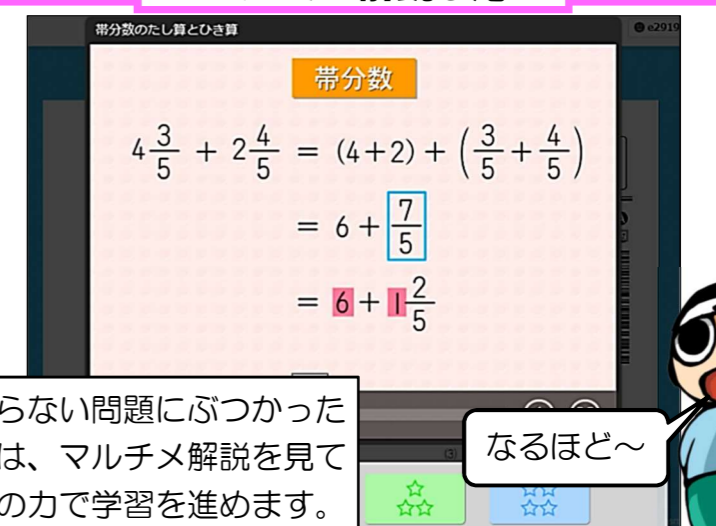 帯分数のたし算とひき算
e2919
帯分数
4 3/5 + 2 4/5 = (4+2) + (3/5 + 4/5)
= 6 + 7/5
= 6 + 1 2/5
らない問題にぶつかった
は、マルチメ解説を見て
の力で学習を進めます。
なるほど〜
(3)
☆
☆☆
☆☆
☆☆